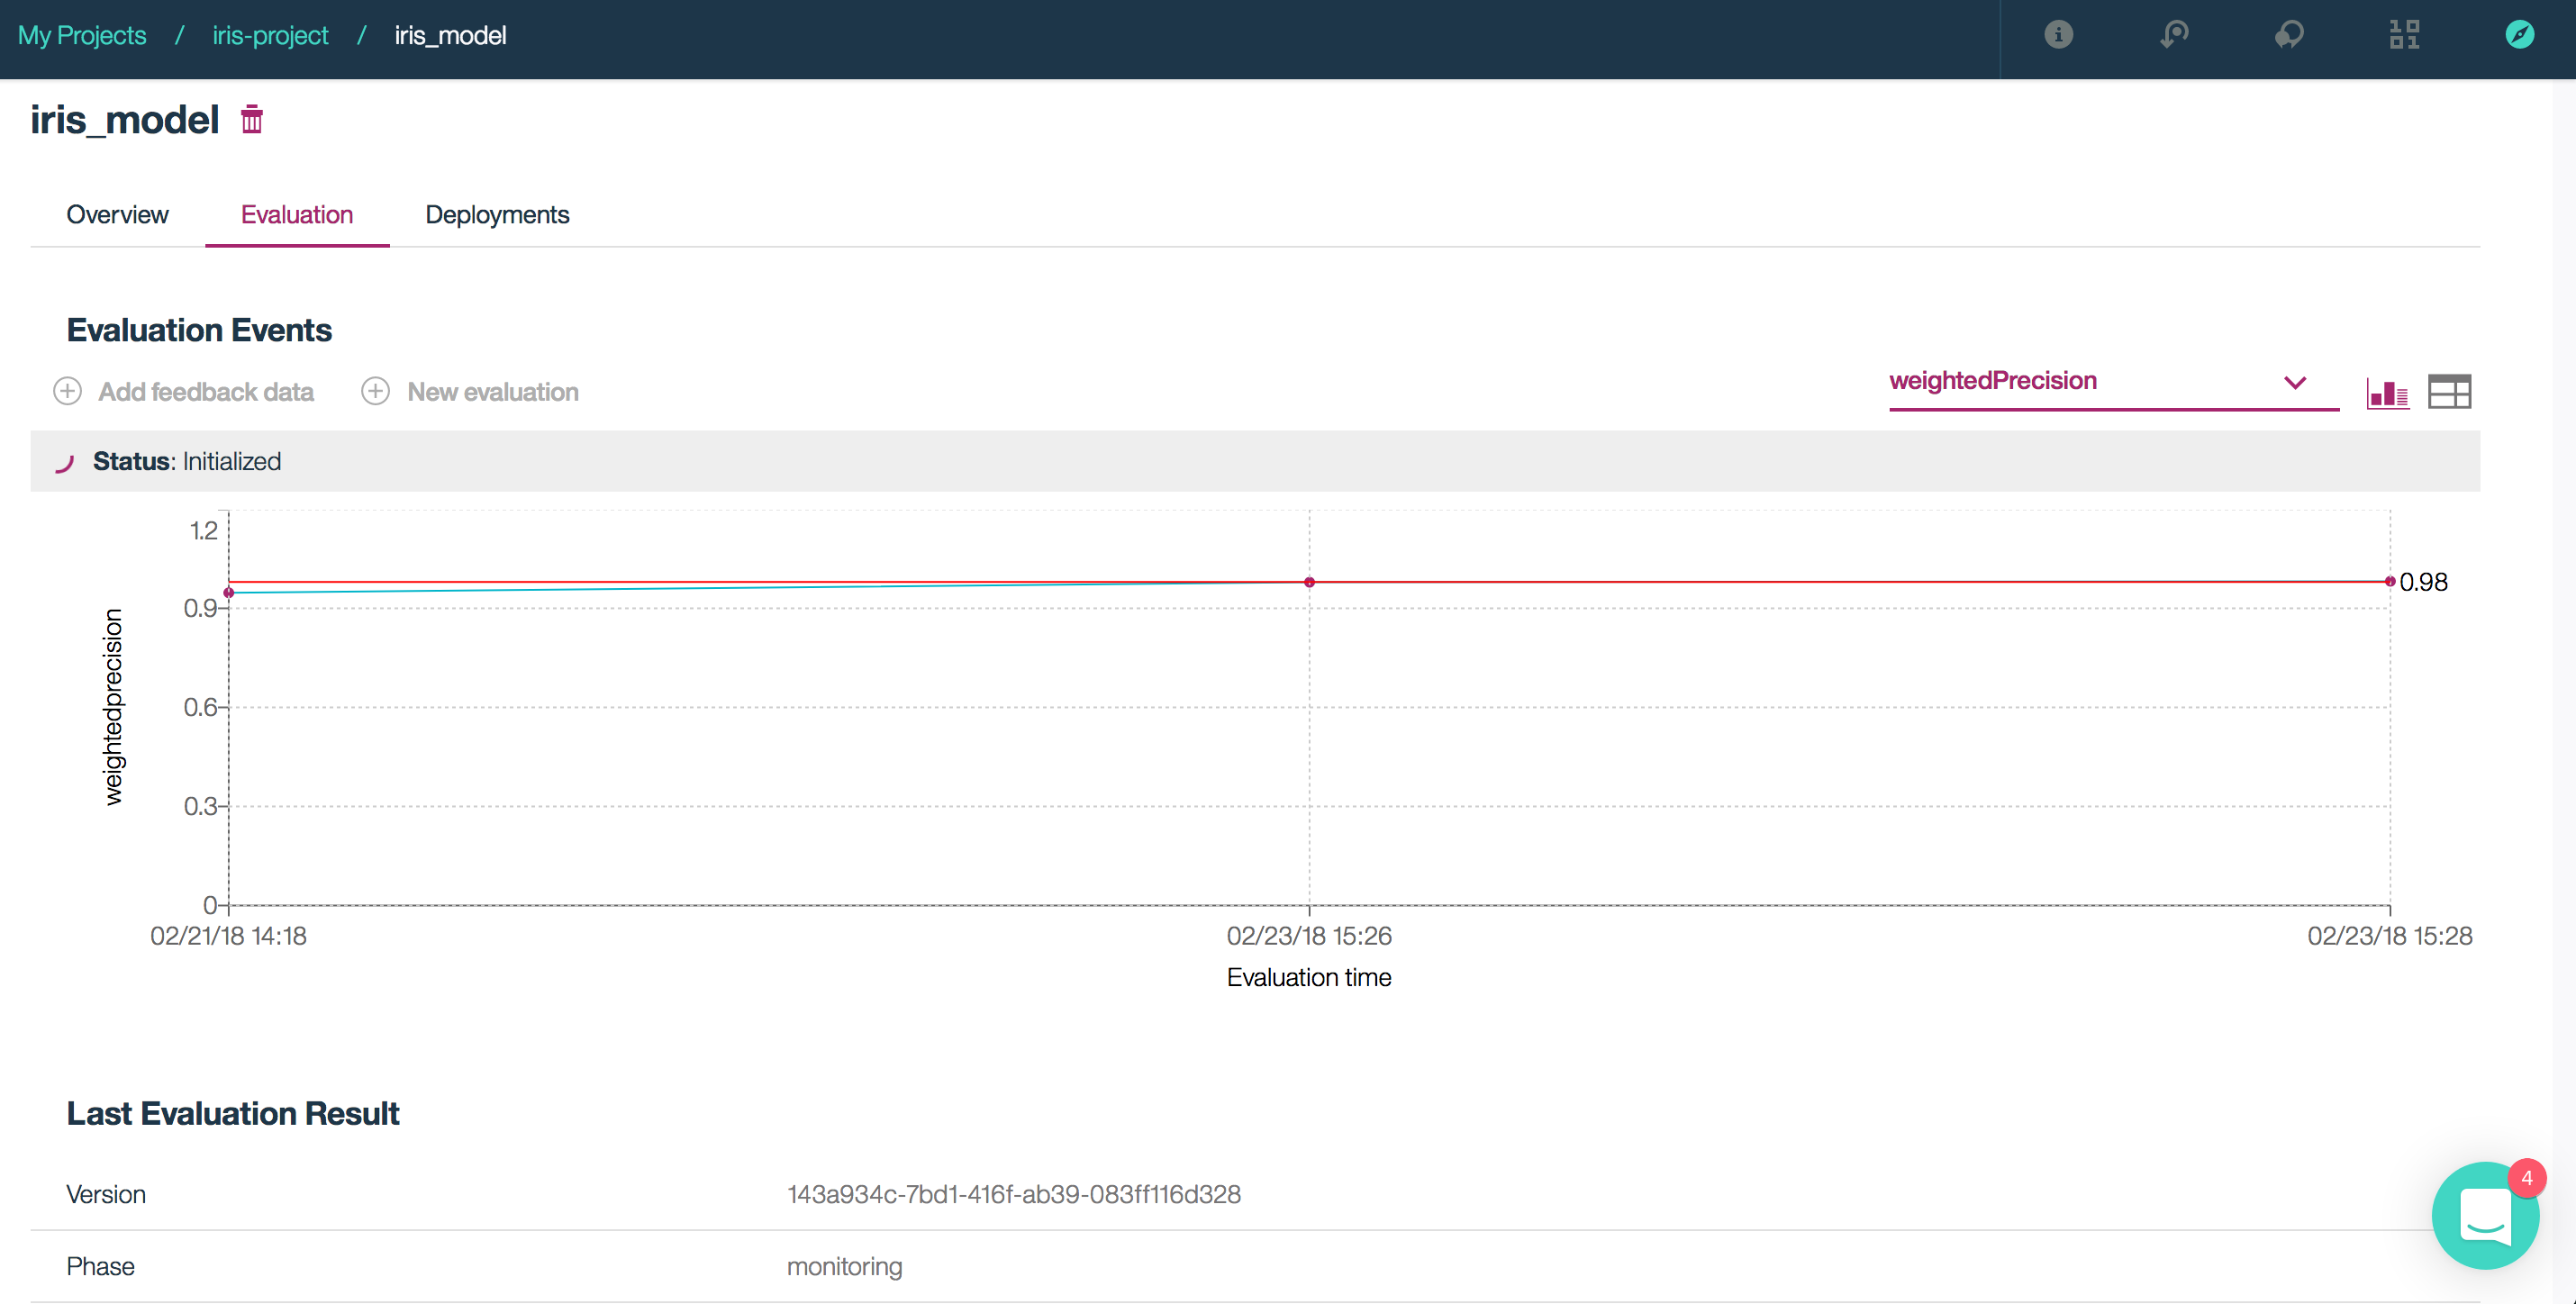 My Projects / iris-project / iris_model
iris_model
Overview Evaluation Deployments
Evaluation Events
Add feedback data New evaluation weightedPrecision
Status: Initialized
1.2
0.98
0.9
0.6
0.3
0
weightedprecision
02/21/18 14:18 02/23/18 15:26 02/23/18 15:28
Evaluation time
Last Evaluation Result
4
Version 143a934c-7bd1-416f-ab39-083ff116d328
Phase monitoring